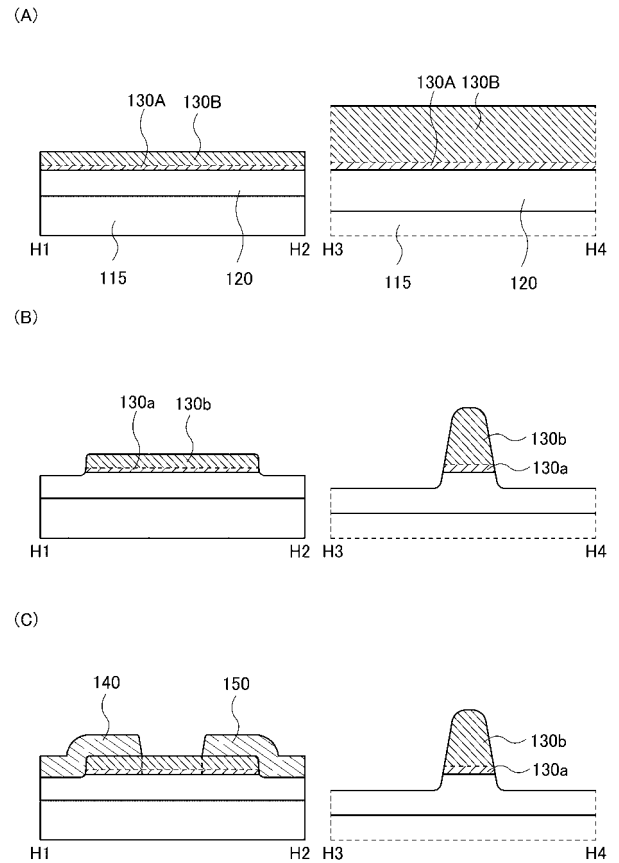 (A)
130A 130B
130A
130B
H1 H2
H3 H4
115 120
115 120
(B)
130a 130b
130b
130a
H1 H2
H3 H4
(C)
140 150
130b
130a
H1 H2
H3 H4